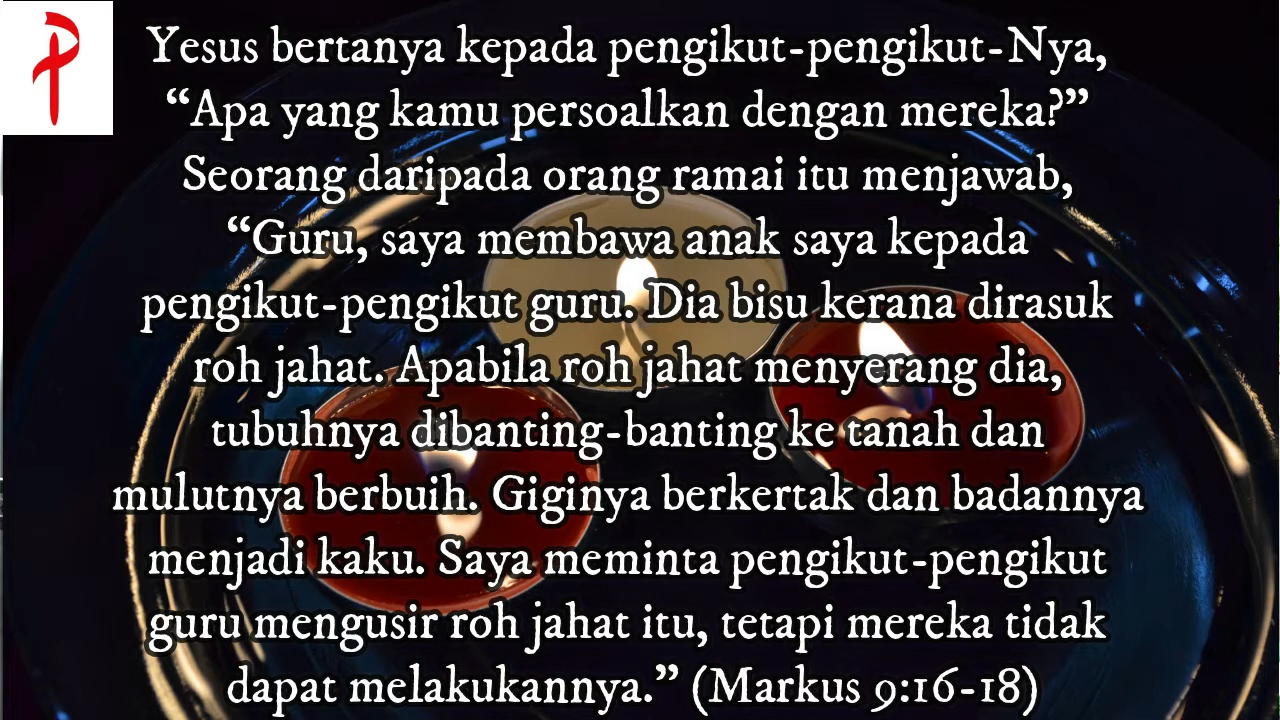 Yesus bertanya kepada pengikut-pengikut-Nya,
“Apa yang kamu persoalkan dengan mereka?”
Seorang daripada orang ramai itu menjawab,
“Guru, saya membawa anak saya kepada
pengikut-pengikut guru. Dia bisu kerana dirasuk
roh jahat. Apabila roh jahat menyerang dia,
tubuhnya dibanting-banting ke tanah dan
mulutnya berbuih. Giginya berkertak dan badannya
menjadi kaku. Saya meminta pengikut-pengikut
guru mengusir roh jahat itu, tetapi mereka tidak
dapat melakukannya.” (Markus 9:16-18)